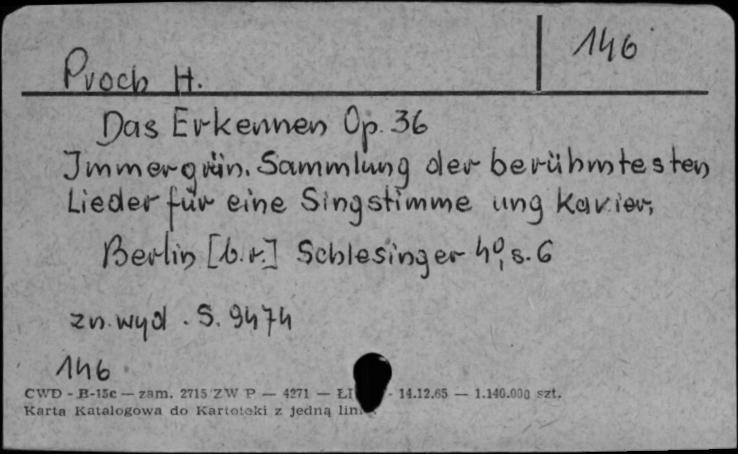 146
Proch H.
Das Erkennen Op. 36
Immergrün. Sammlung der berühmtesten
Lieder für eine Singstimme ung Kavier,
Berlin [b.r.] Schlesinger 4⁰, s. 6
zn. wyd. S. 9474
146
CWD - B-15c — zam. 2715/ZW P — 4271 — ŁI - 14.12.65 — 1.140.000 szt.
Karta Katalogowa do Kartoteki z jedną lin